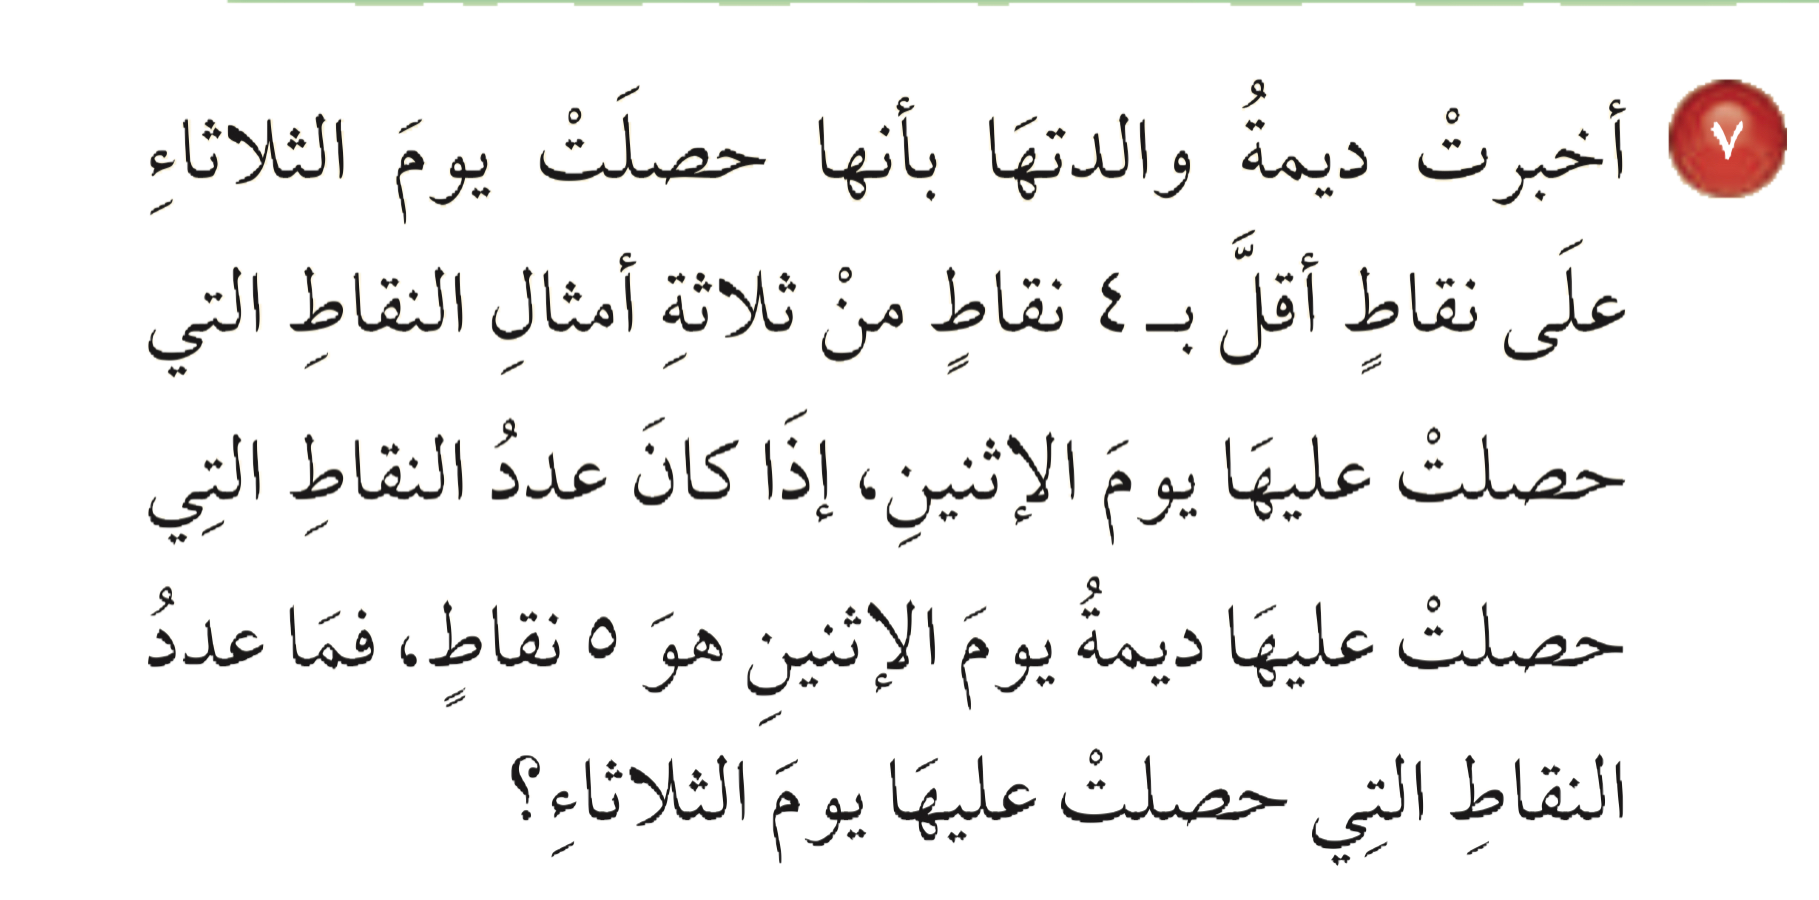 ٧ أخبرتْ ديمةُ والدتهَا بأنها حصلَتْ يومَ الثلاثاءِ
علَى نقاطٍ أقلَّ بـ ٤ نقاطٍ منْ ثلاثةِ أمثالِ النقاطِ التي
حصلتْ عليهَا يومَ الإثنينِ، إذَا كانَ عددُ النقاطِ التِي
حصلتْ عليهَا ديمةُ يومَ الإثنينِ هوَ ٥ نقاطٍ، فمَا عددُ
النقاطِ التِي حصلتْ عليهَا يومَ الثلاثاءِ؟